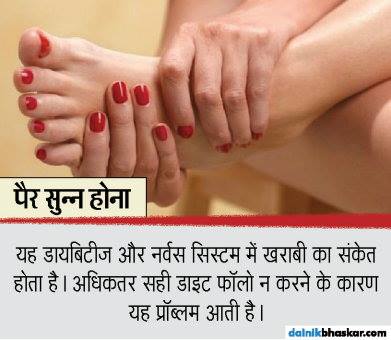 पैर सुन्न होना
यह डायबिटीज और नर्वस सिस्टम में खराबी का संकेत
होता है। अधिकतर सही डाइट फॉलो न करने के कारण
यह प्रॉब्लम आती है।
dainikbhaskar.com